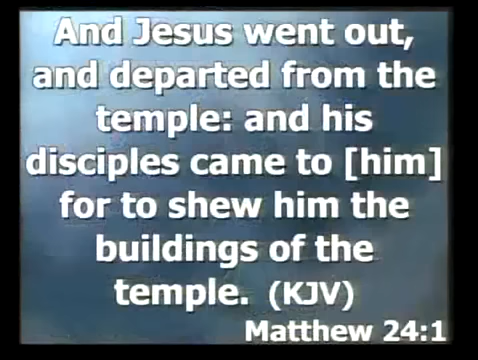 And Jesus went out,
and departed from the
temple: and his
disciples came to [him]
for to shew him the
buildings of the
temple. (KJV)
Matthew 24:1